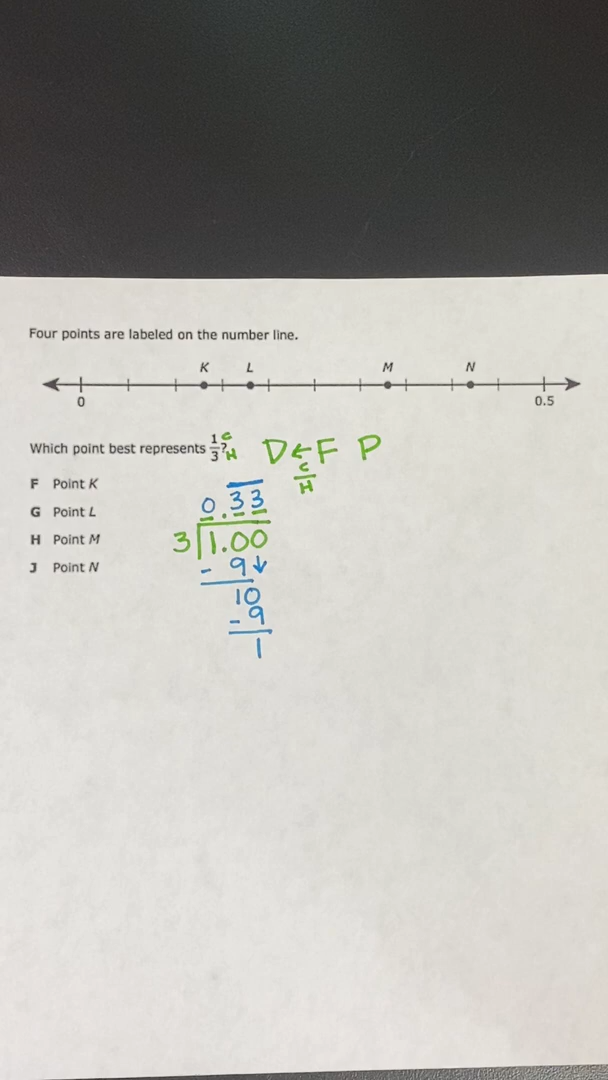 Four points are labeled on the number line.
K L M N
0 0.5
Which point best represents 1/3? C H D ← F P
C/H
F Point K
G Point L
H Point M
J Point N
0.33
3 1.00
- 9 ↓
10
- 9
1